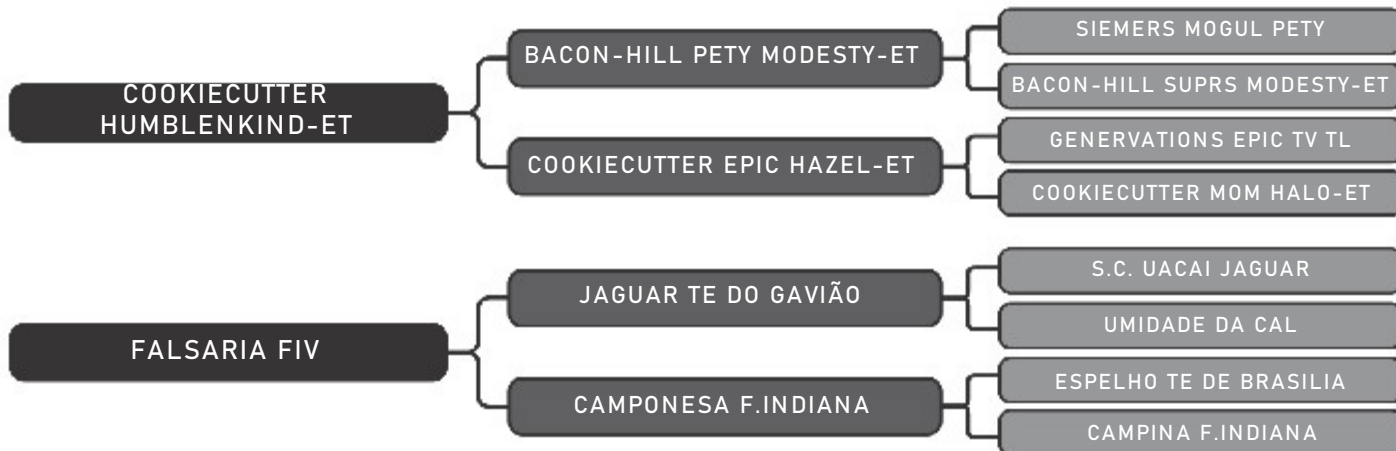 COOKIECUTTER
HUMBLENKIND-ET
BACON-HILL PETY MODESTY-ET
SIEMERS MOGUL PETY
BACON-HILL SUPRS MODESTY-ET
COOKIECUTTER EPIC HAZEL-ET
GENERVATIONS EPIC TV TL
COOKIECUTTER MOM HALO-ET
FALSARIA FIV
JAGUAR TE DO GAVIÃO
S.C. UACAI JAGUAR
UMIDADE DA CAL
CAMPONESA F.INDIANA
ESPELHO TE DE BRASILIA
CAMPINA F.INDIANA